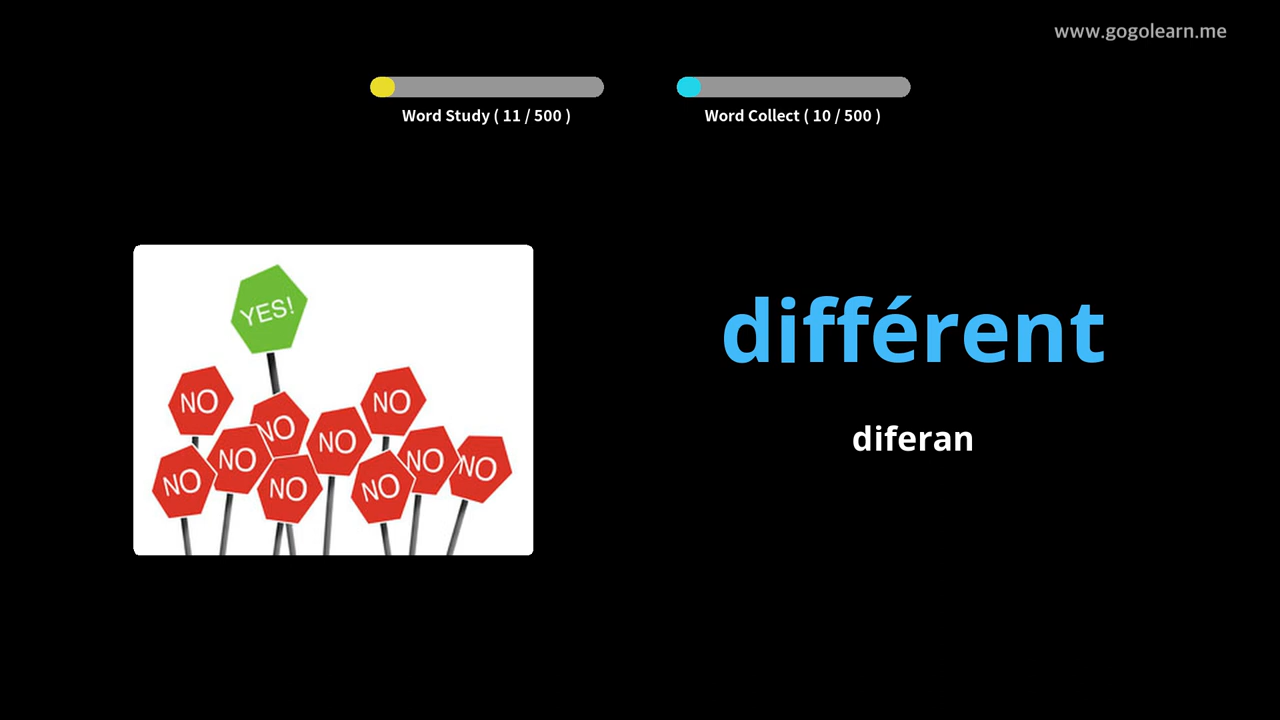 www.gogolearn.me
Word Study ( 11 / 500 )
Word Collect ( 10 / 500 )
YES!
NO
NO
NO
NO
NO
NO
NO
NO
NO
NO
différent
diferan